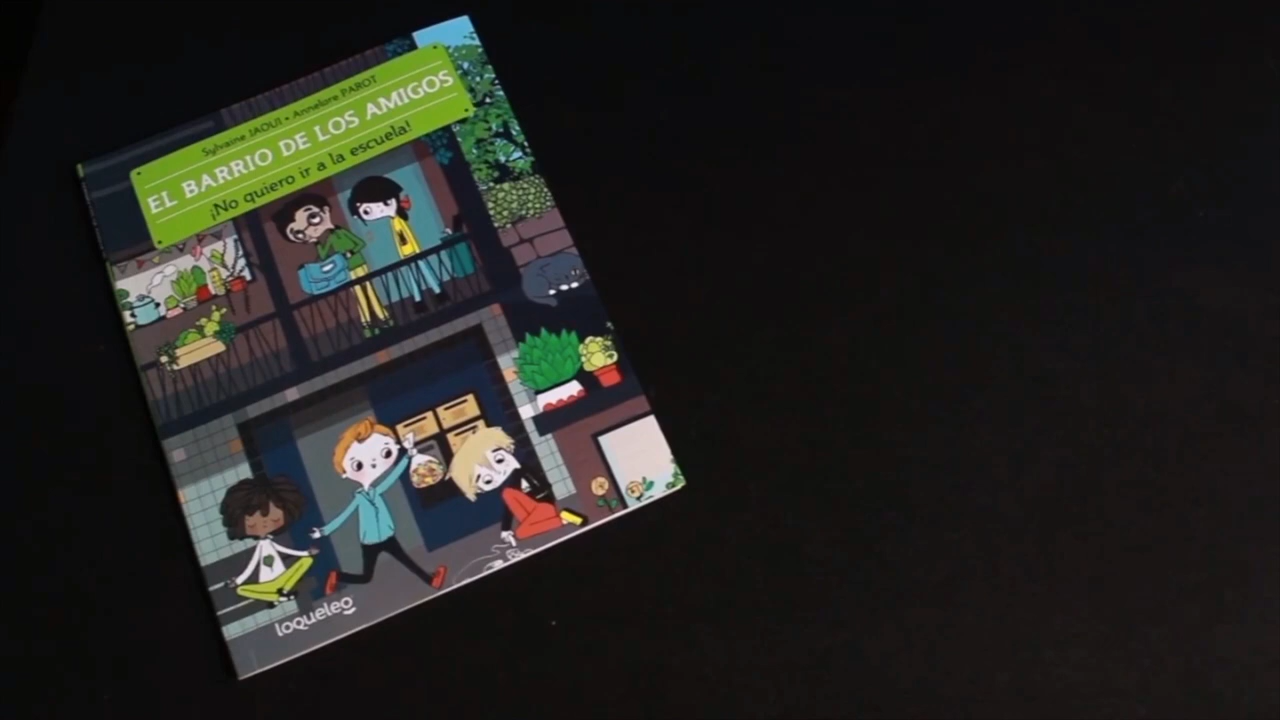 Sylvaine JAOUI • Annelore PAROT
EL BARRIO DE LOS AMIGOS
¡No quiero ir a la escuela!
loqueleo